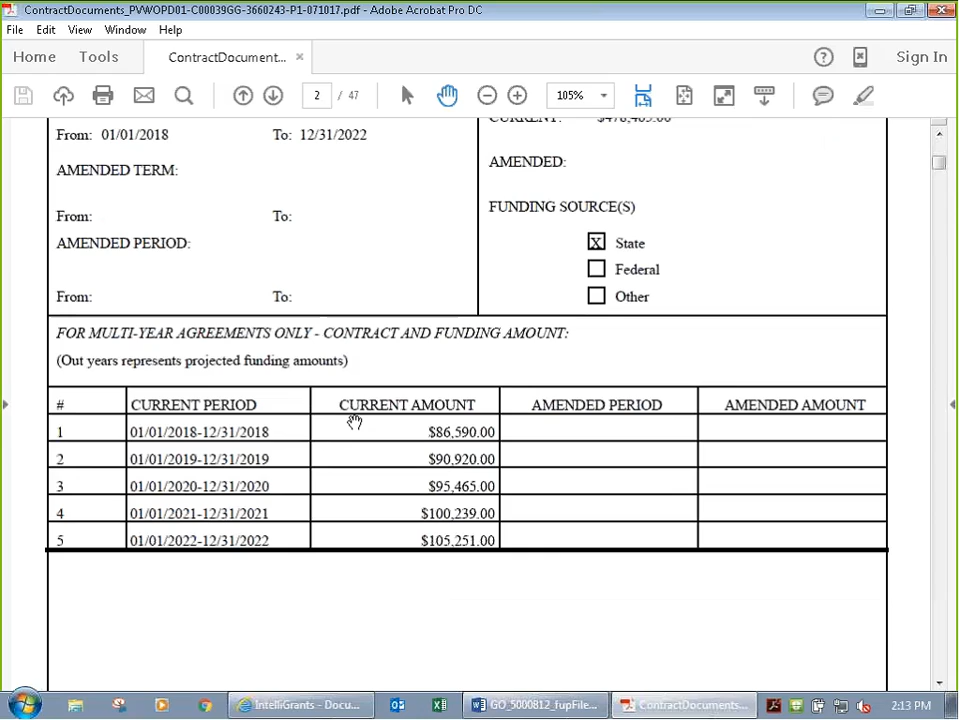 ContractDocuments_PVWOPD01-C00039GG-3660243-P1-071017.pdf - Adobe Acrobat Pro DC
File Edit View Window Help
Home Tools ContractDocument... × Sign In
2 / 47 105%
CURRENT: $478,465.00
From: 01/01/2018 To: 12/31/2022
AMENDED TERM:
AMENDED:
From: To:
FUNDING SOURCE(S)
AMENDED PERIOD:
X State
Federal
From: To:
Other
FOR MULTI-YEAR AGREEMENTS ONLY - CONTRACT AND FUNDING AMOUNT:
(Out years represents projected funding amounts)
# CURRENT PERIOD CURRENT AMOUNT AMENDED PERIOD AMENDED AMOUNT
1 01/01/2018-12/31/2018 $86,590.00
2 01/01/2019-12/31/2019 $90,920.00
3 01/01/2020-12/31/2020 $95,465.00
4 01/01/2021-12/31/2021 $100,239.00
5 01/01/2022-12/31/2022 $105,251.00
IntelliGrants - Docu... GO_5000812_fupFile... ContractDocuments... 2:13 PM